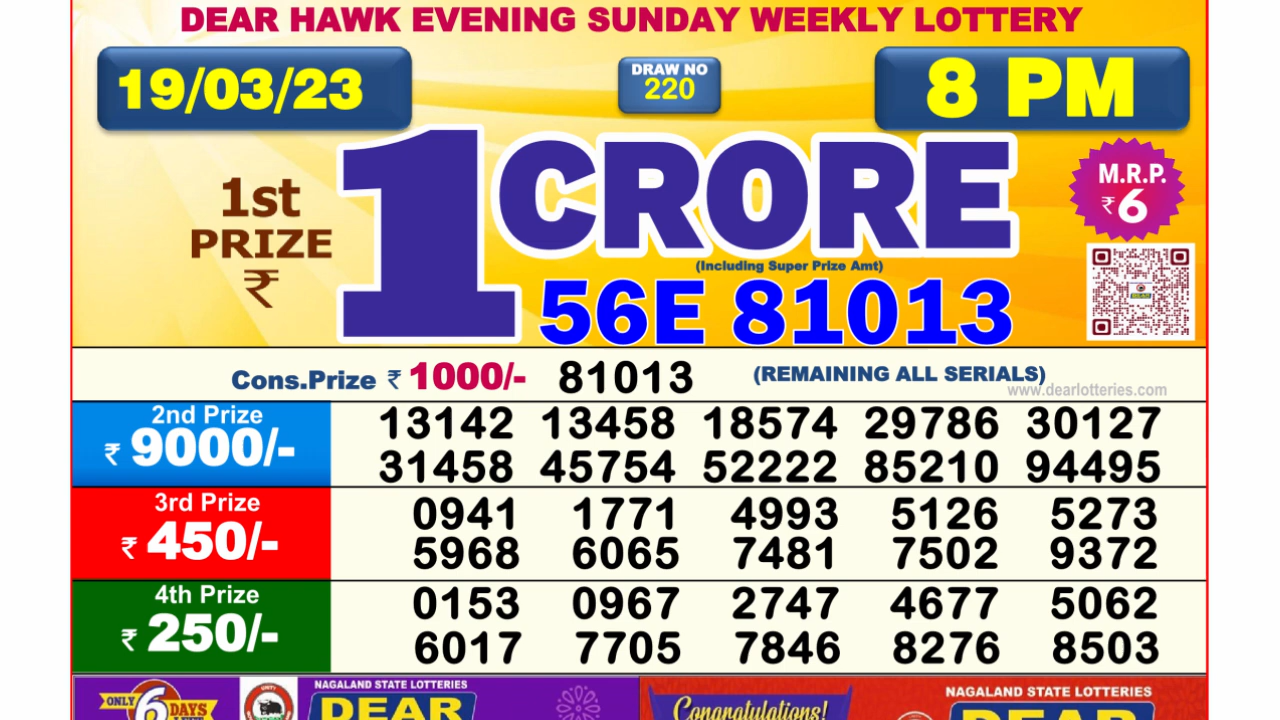 DEAR HAWK EVENING SUNDAY WEEKLY LOTTERY
19/03/23
DRAW NO
220
8 PM
1st
PRIZE
₹
1 CRORE
(Including Super Prize Amt)
56E 81013
M.R.P.
₹ 6
Cons.Prize ₹ 1000/- 81013 (REMAINING ALL SERIALS)
www.dearlotteries.com
2nd Prize
₹ 9000/-
13142 13458 18574 29786 30127
31458 45754 52222 85210 94495
3rd Prize
₹ 450/-
0941 1771 4993 5126 5273
5968 6065 7481 7502 9372
4th Prize
₹ 250/-
0153 0967 2747 4677 5062
6017 7705 7846 8276 8503
ONLY
6 DAYS
NAGALAND STATE LOTTERIES
DEAR
Congratulations!
NAGALAND STATE LOTTERIES
DEAR